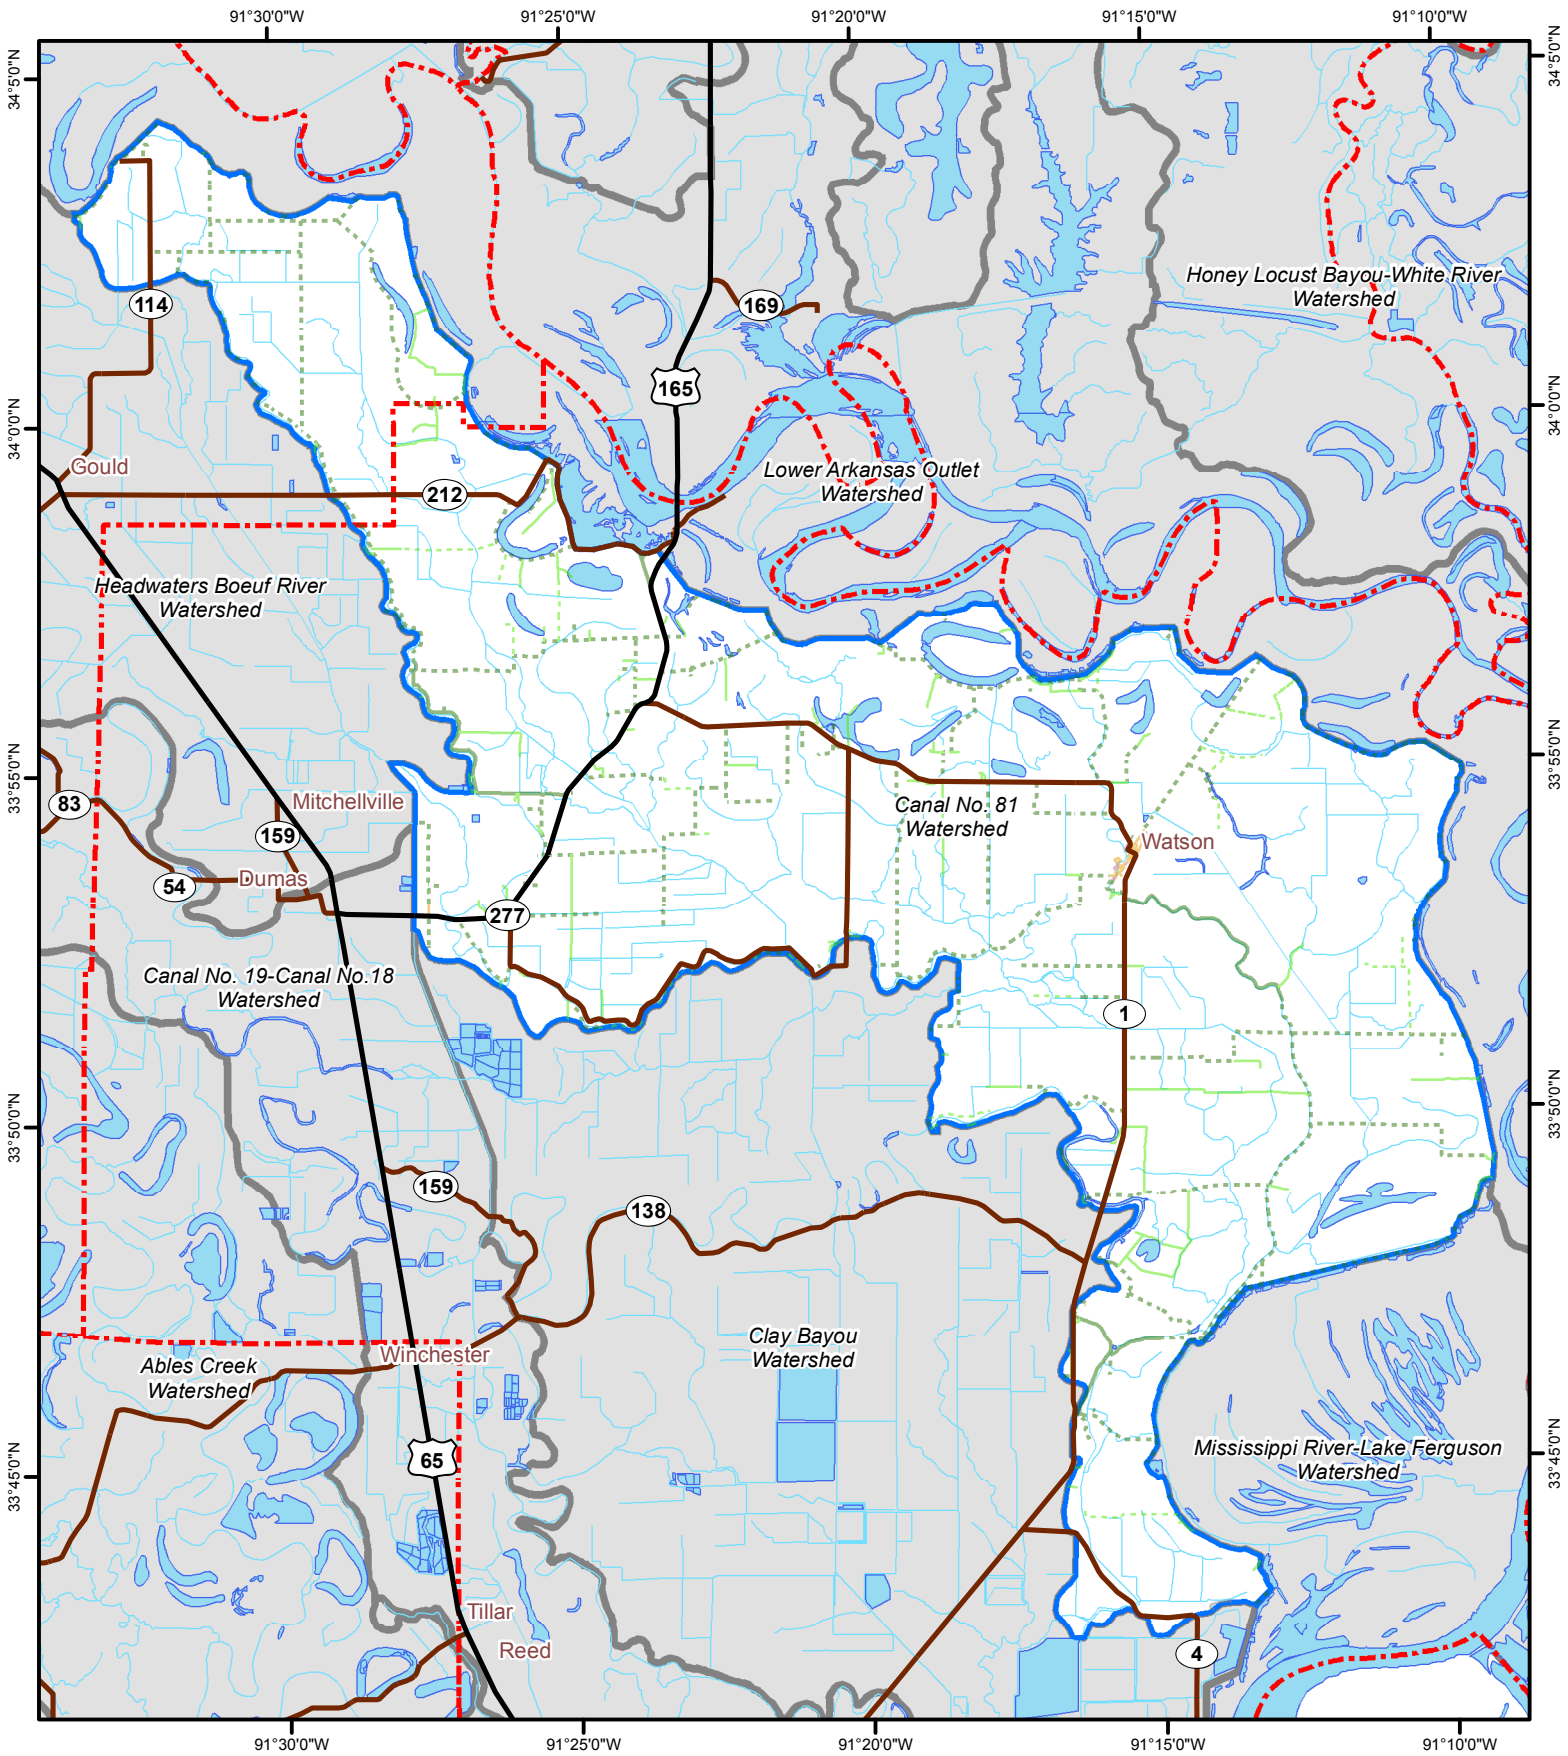 91°30'0"W
91°25'0"W
91°20'0"W
91°15'0"W
91°10'0"W
34°5'0"N
34°5'0"N
Honey Locust Bayou-White River
Watershed
114
169
165
34°0'0"N
34°0'0"N
Gould
Lower Arkansas Outlet
Watershed
212
Headwaters Boeuf River
Watershed
33°55'0"N
33°55'0"N
83
Mitchellville
Canal No. 81
Watershed
159
Watson
54
Dumas
277
Canal No. 19-Canal No.18
Watershed
1
33°50'0"N
33°50'0"N
159
138
Clay Bayou
Watershed
Winchester
Ables Creek
Watershed
65
Mississippi River-Lake Ferguson
Watershed
33°45'0"N
33°45'0"N
Tillar
Reed
4
91°30'0"W
91°25'0"W
91°20'0"W
91°15'0"W
91°10'0"W